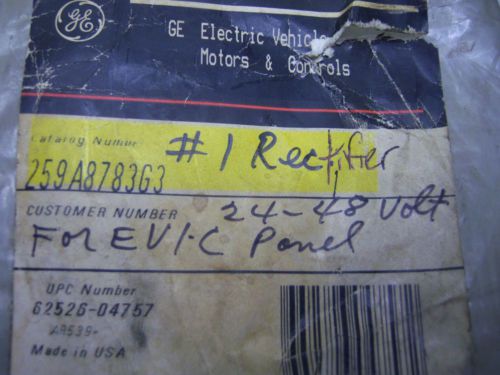 GE
GE Electric Vehicle
Motors & Controls
Catalog Number
#1 Rectifier
259A8783G3
24-48 Volt
CUSTOMER NUMBER
For EV1-C Panel
UPC Number
62526-04757
A9539-
Made in USA